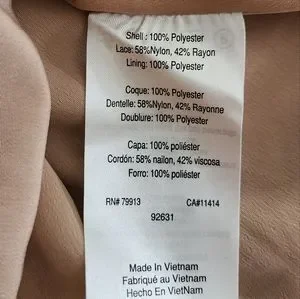 Shell : 100% Polyester
Lace: 58%Nylon, 42% Rayon
Lining: 100% Polyester
Coque: 100% Polyester
Dentelle: 58%Nylon, 42% Rayonne
Doublure: 100% Polyester
Capa: 100% poliéster
Cordón: 58% nailon, 42% viscosa
Forro: 100% poliéster
RN# 79913 CA#11414
92631
Made In Vietnam
Fabriqué au Vietnam
Hecho En VietNam